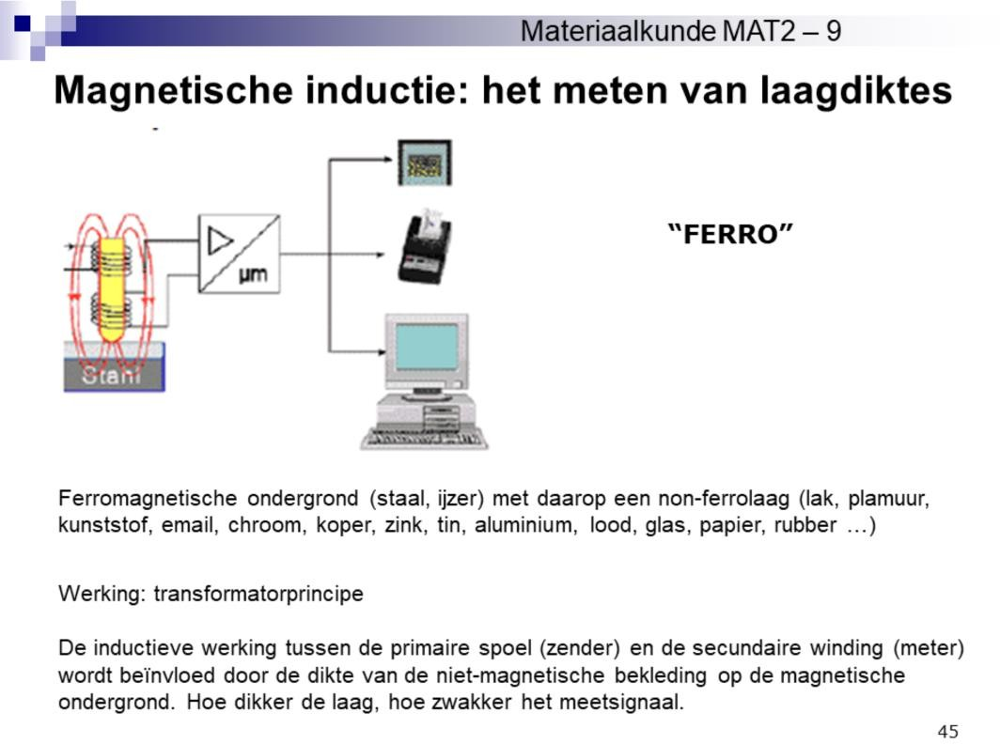 Materiaalkunde MAT2 – 9
Magnetische inductie: het meten van laagdiktes
“FERRO”
µm
Stahl
Ferromagnetische ondergrond (staal, ijzer) met daarop een non-ferrolaag (lak, plamuur,
kunststof, email, chroom, koper, zink, tin, aluminium, lood, glas, papier, rubber …)
Werking: transformatorprincipe
De inductieve werking tussen de primaire spoel (zender) en de secundaire winding (meter)
wordt beïnvloed door de dikte van de niet-magnetische bekleding op de magnetische
ondergrond. Hoe dikker de laag, hoe zwakker het meetsignaal.
45